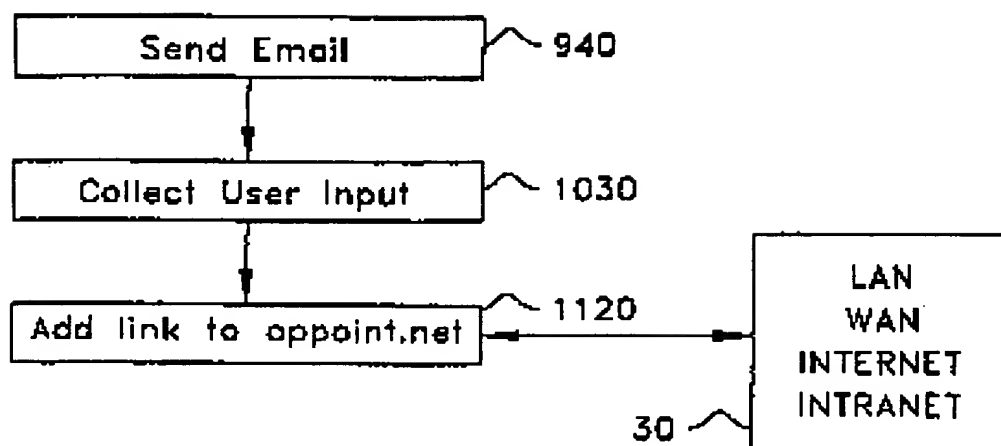 Send Email
940
Collect User Input
1030
Add link to appoint.net
1120
LAN
WAN
INTERNET
INTRANET
30